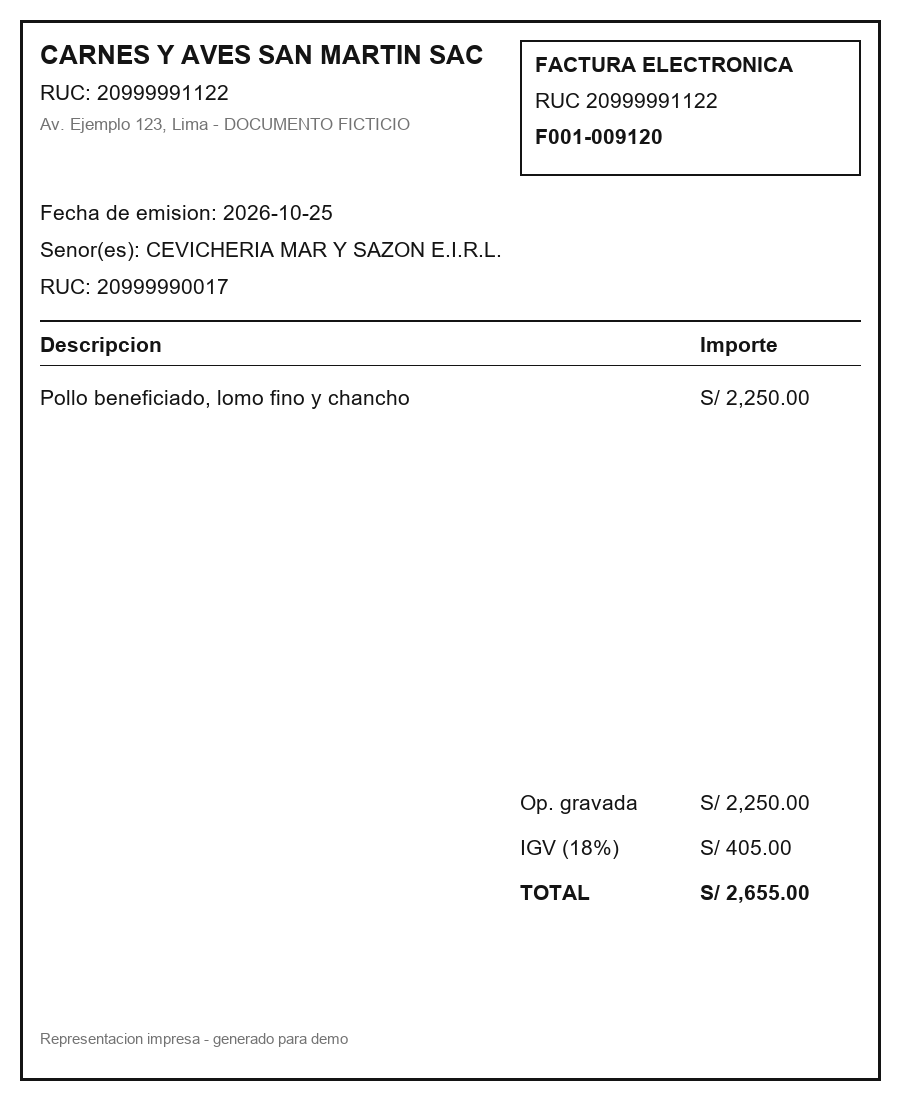 CARNES Y AVES SAN MARTIN SAC
RUC: 20999991122
Av. Ejemplo 123, Lima - DOCUMENTO FICTICIO
FACTURA ELECTRONICA
RUC 20999991122
F001-009120
Fecha de emision: 2026-10-25
Senor(es): CEVICHERIA MAR Y SAZON E.I.R.L.
RUC: 20999990017
Descripcion Importe
Pollo beneficiado, lomo fino y chancho S/ 2,250.00
Op. gravada S/ 2,250.00
IGV (18%) S/ 405.00
TOTAL S/ 2,655.00
Representacion impresa - generado para demo